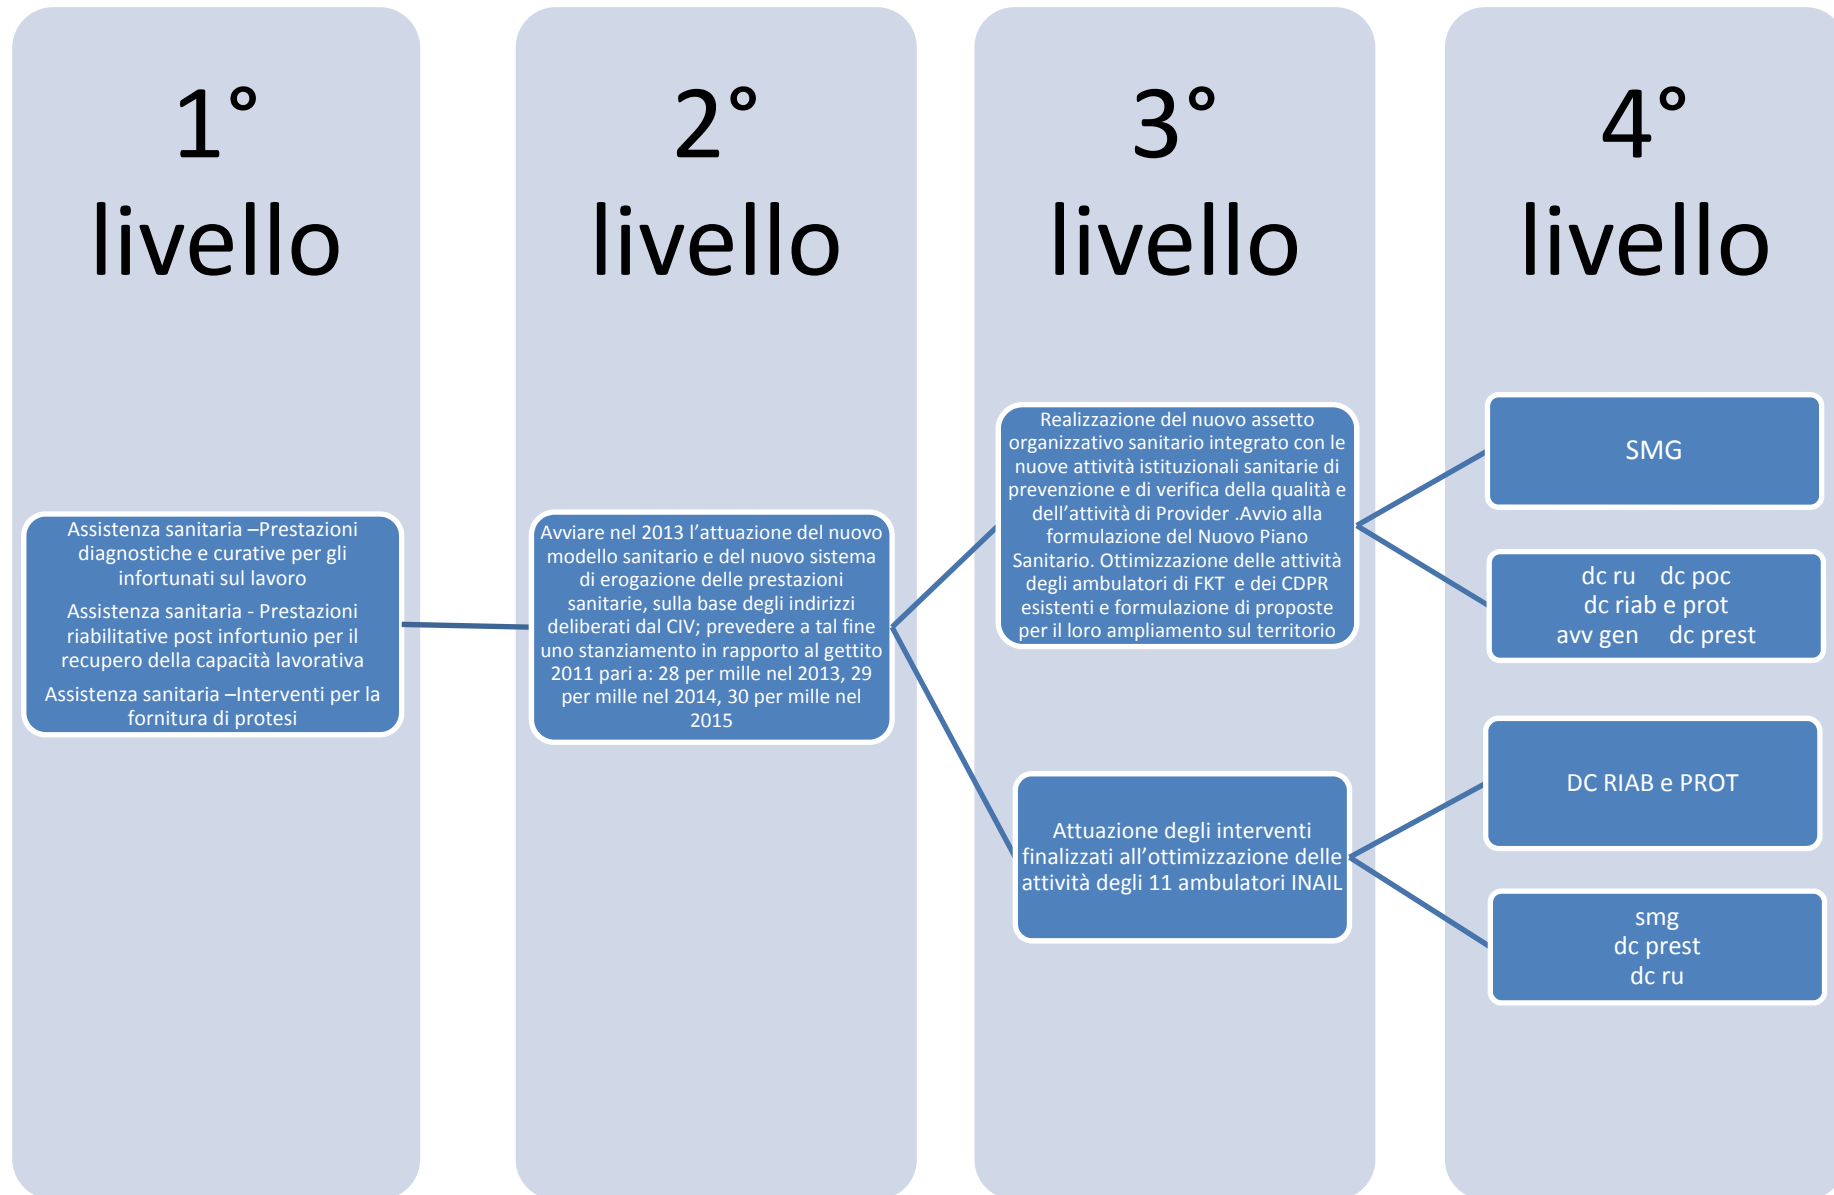 1°
livello
2°
livello
3°
livello
4°
livello
Assistenza sanitaria –Prestazioni
diagnostiche e curative per gli
infortunati sul lavoro
Assistenza sanitaria - Prestazioni
riabilitative post infortunio per il
recupero della capacità lavorativa
Assistenza sanitaria –Interventi per la
fornitura di protesi
Avviare nel 2013 l’attuazione del nuovo
modello sanitario e del nuovo sistema
di erogazione delle prestazioni
sanitarie, sulla base degli indirizzi
deliberati dal CIV; prevedere a tal fine
uno stanziamento in rapporto al gettito
2011 pari a: 28 per mille nel 2013, 29
per mille nel 2014, 30 per mille nel
2015
Realizzazione del nuovo assetto
organizzativo sanitario integrato con le
nuove attività istituzionali sanitarie di
prevenzione e di verifica della qualità e
dell’attività di Provider .Avvio alla
formulazione del Nuovo Piano
Sanitario. Ottimizzazione delle attività
degli ambulatori di FKT e dei CDPR
esistenti e formulazione di proposte
per il loro ampliamento sul territorio
Attuazione degli interventi
finalizzati all’ottimizzazione delle
attività degli 11 ambulatori INAIL
SMG
dc ru dc poc
dc riab e prot
avv gen dc prest
DC RIAB e PROT
smg
dc prest
dc ru